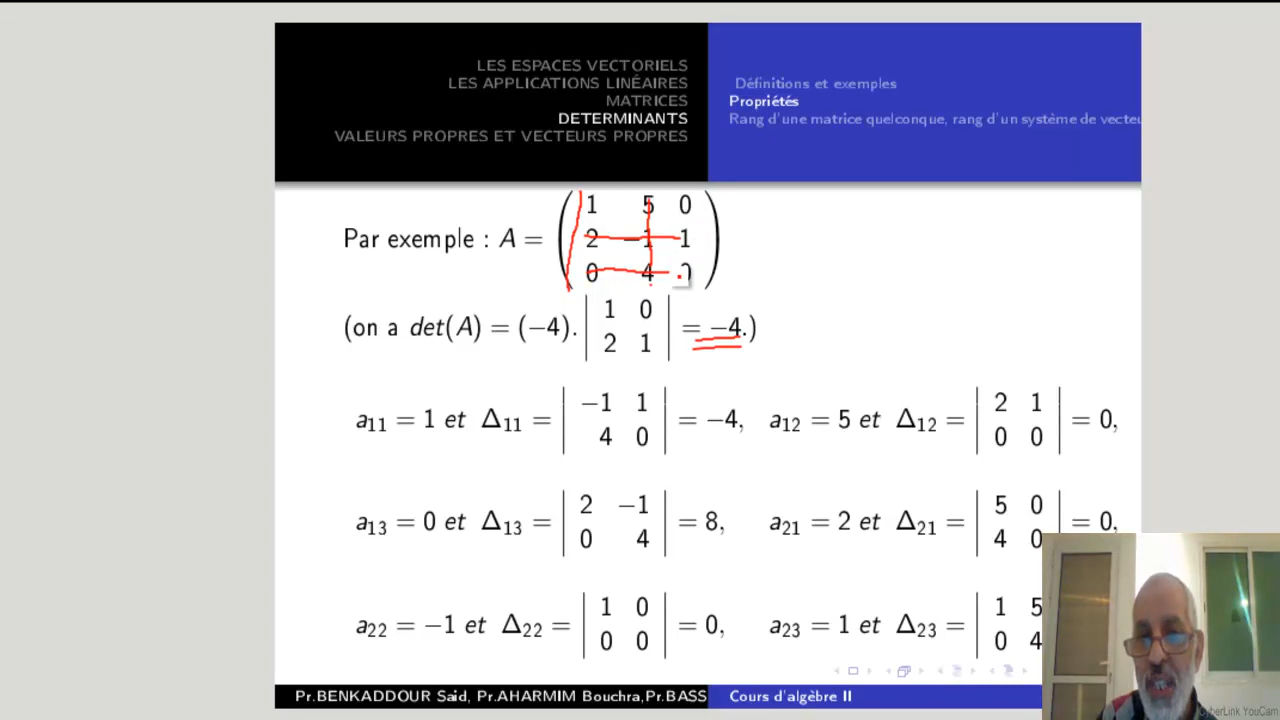 LES ESPACES VECTORIELS
LES APPLICATIONS LINÉAIRES
MATRICES
DETERMINANTS
VALEURS PROPRES ET VECTEURS PROPRES
Définitions et exemples
Propriétés
Rang d'une matrice quelconque, rang d'un système de vecteu
Par exemple : A = ( 1 5 0
2 −1 1
0 4 0 )
(on a det(A) = (−4). | 1 0
2 1 | = −4.)
a11 = 1 et Δ11 = | −1 1
4 0 | = −4, a12 = 5 et Δ12 = | 2 1
0 0 | = 0,
a13 = 0 et Δ13 = | 2 −1
0 4 | = 8, a21 = 2 et Δ21 = | 5 0
4 0 | = 0,
a22 = −1 et Δ22 = | 1 0
0 0 | = 0, a23 = 1 et Δ23 = | 1 5
0 4
Pr.BENKADDOUR Said, Pr.AHARMIM Bouchra,Pr.BASS
Cours d'algèbre II
CyberLink YouCam